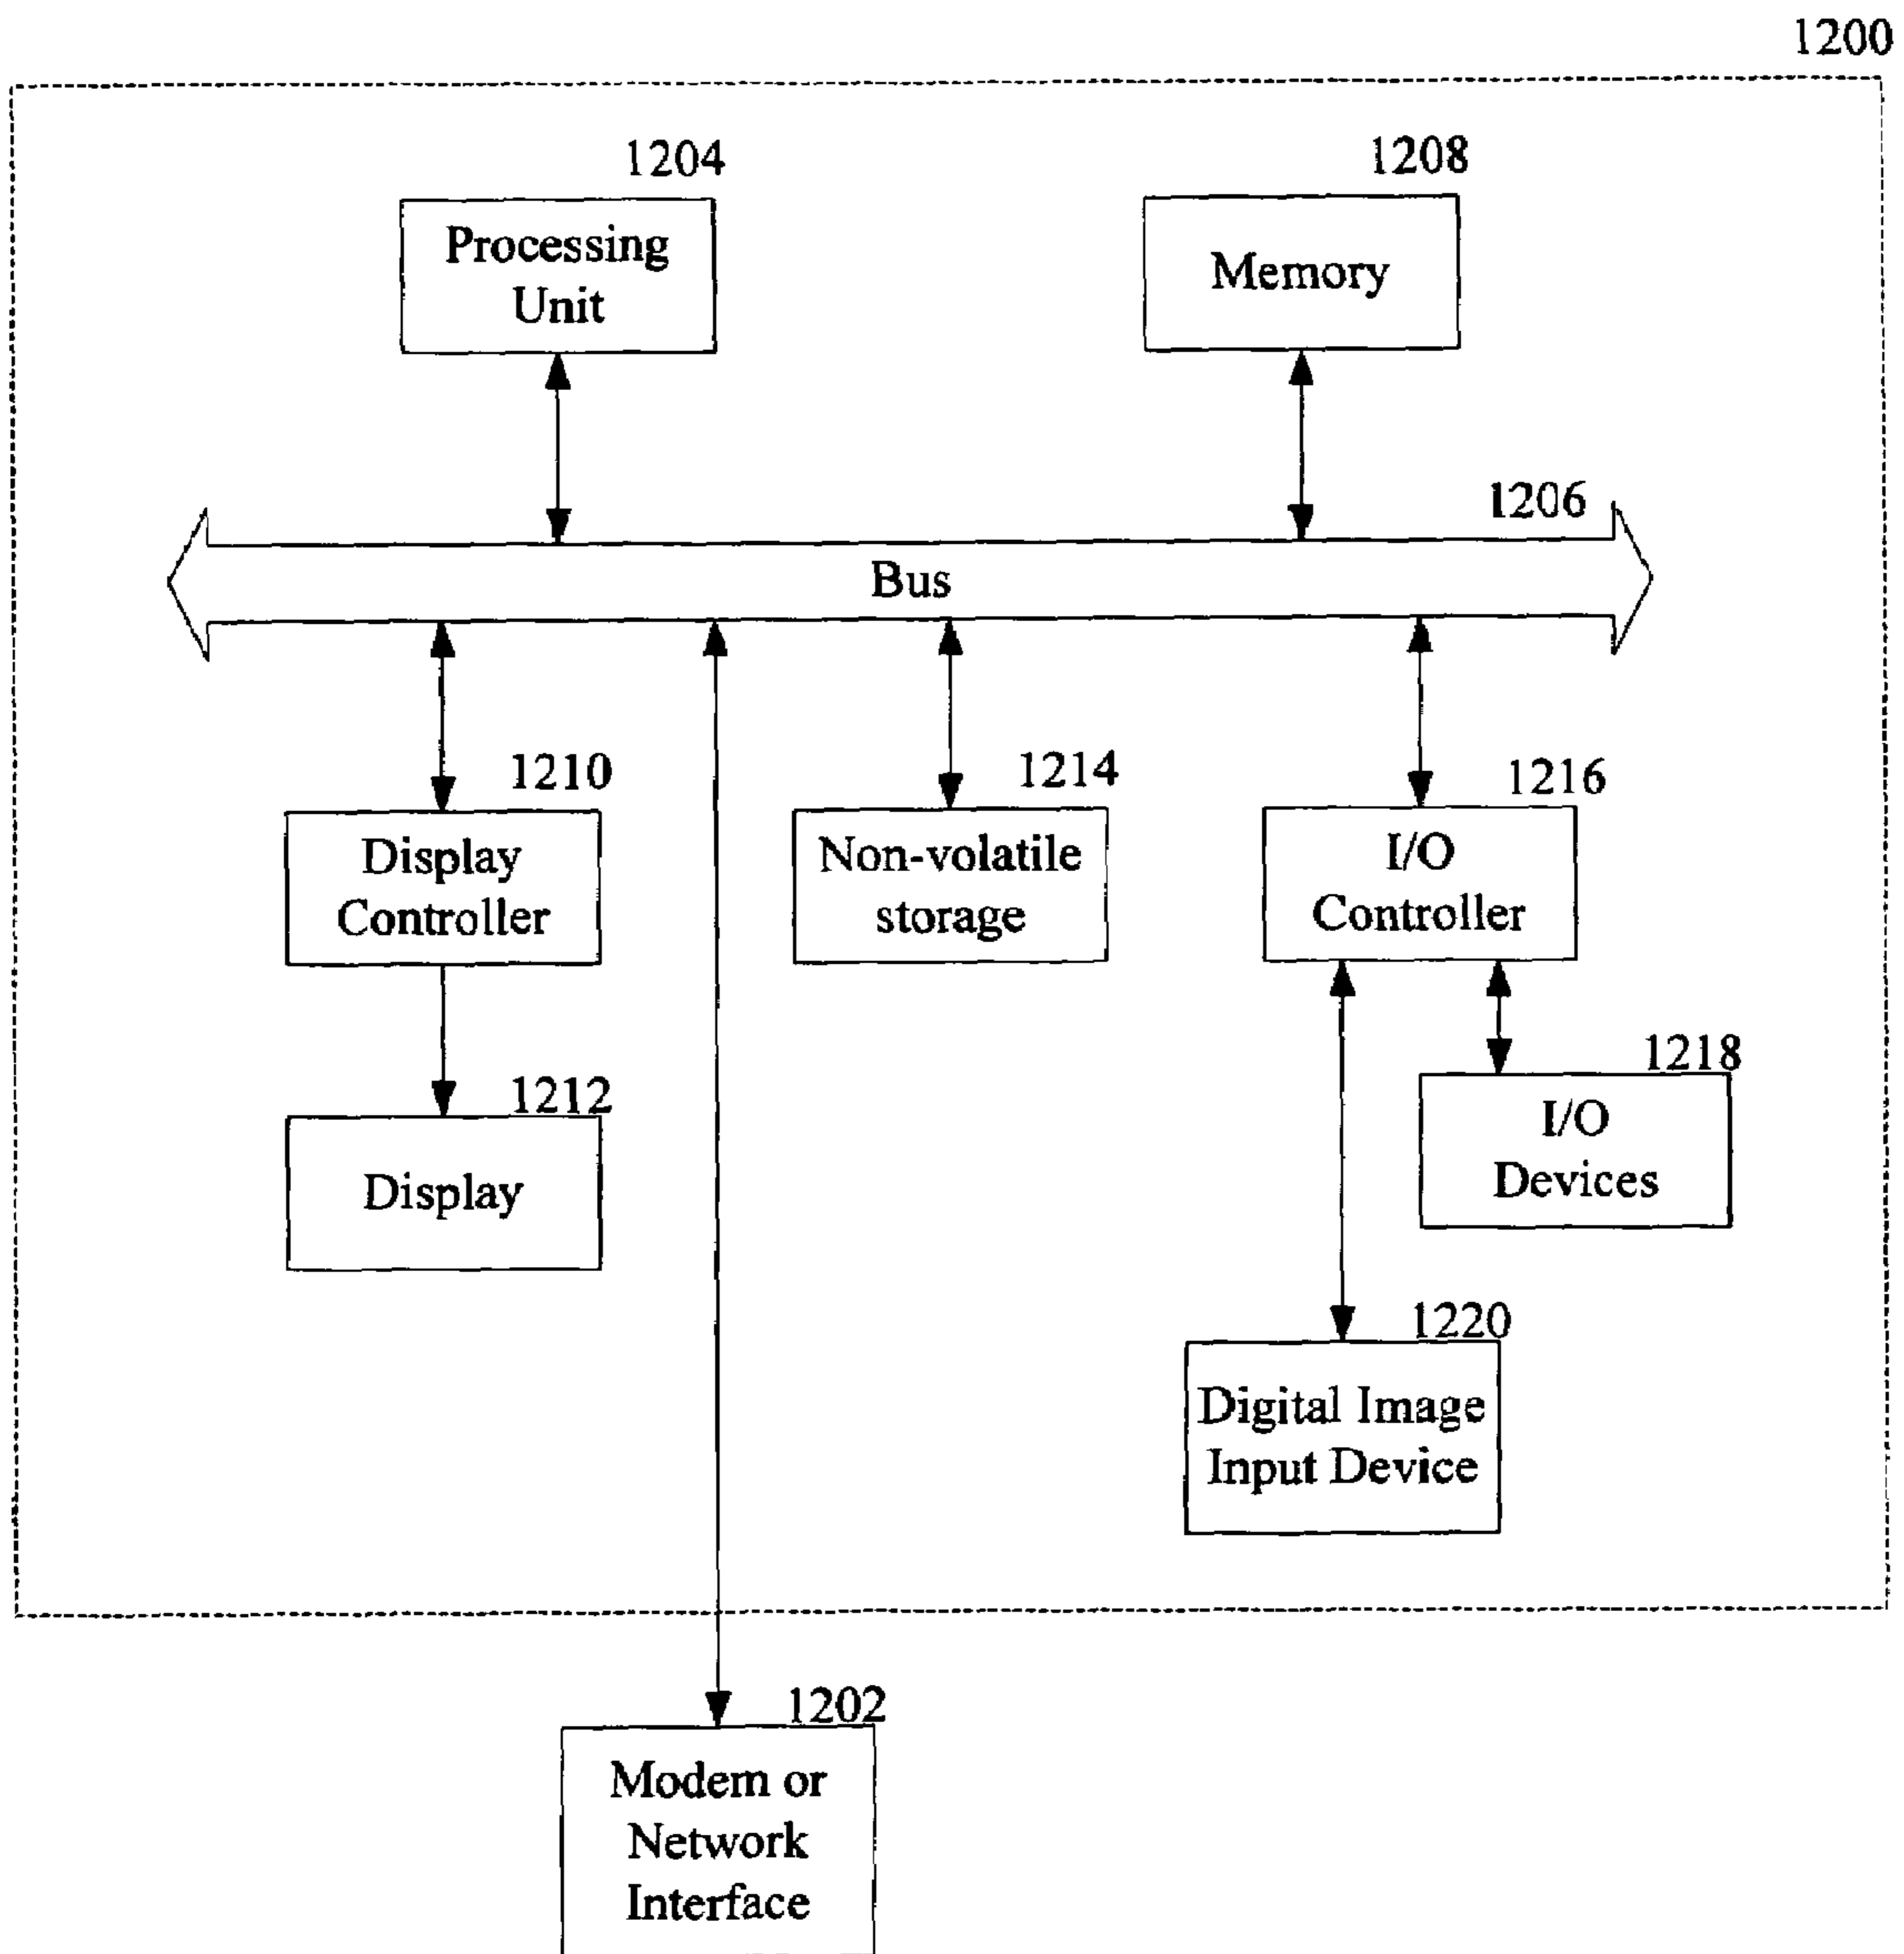 1200
1204
Processing
Unit
1208
Memory
1206
Bus
1210
Display
Controller
1214
Non-volatile
storage
1216
I/O
Controller
1212
Display
1218
I/O
Devices
1220
Digital Image
Input Device
1202
Modem or
Network
Interface